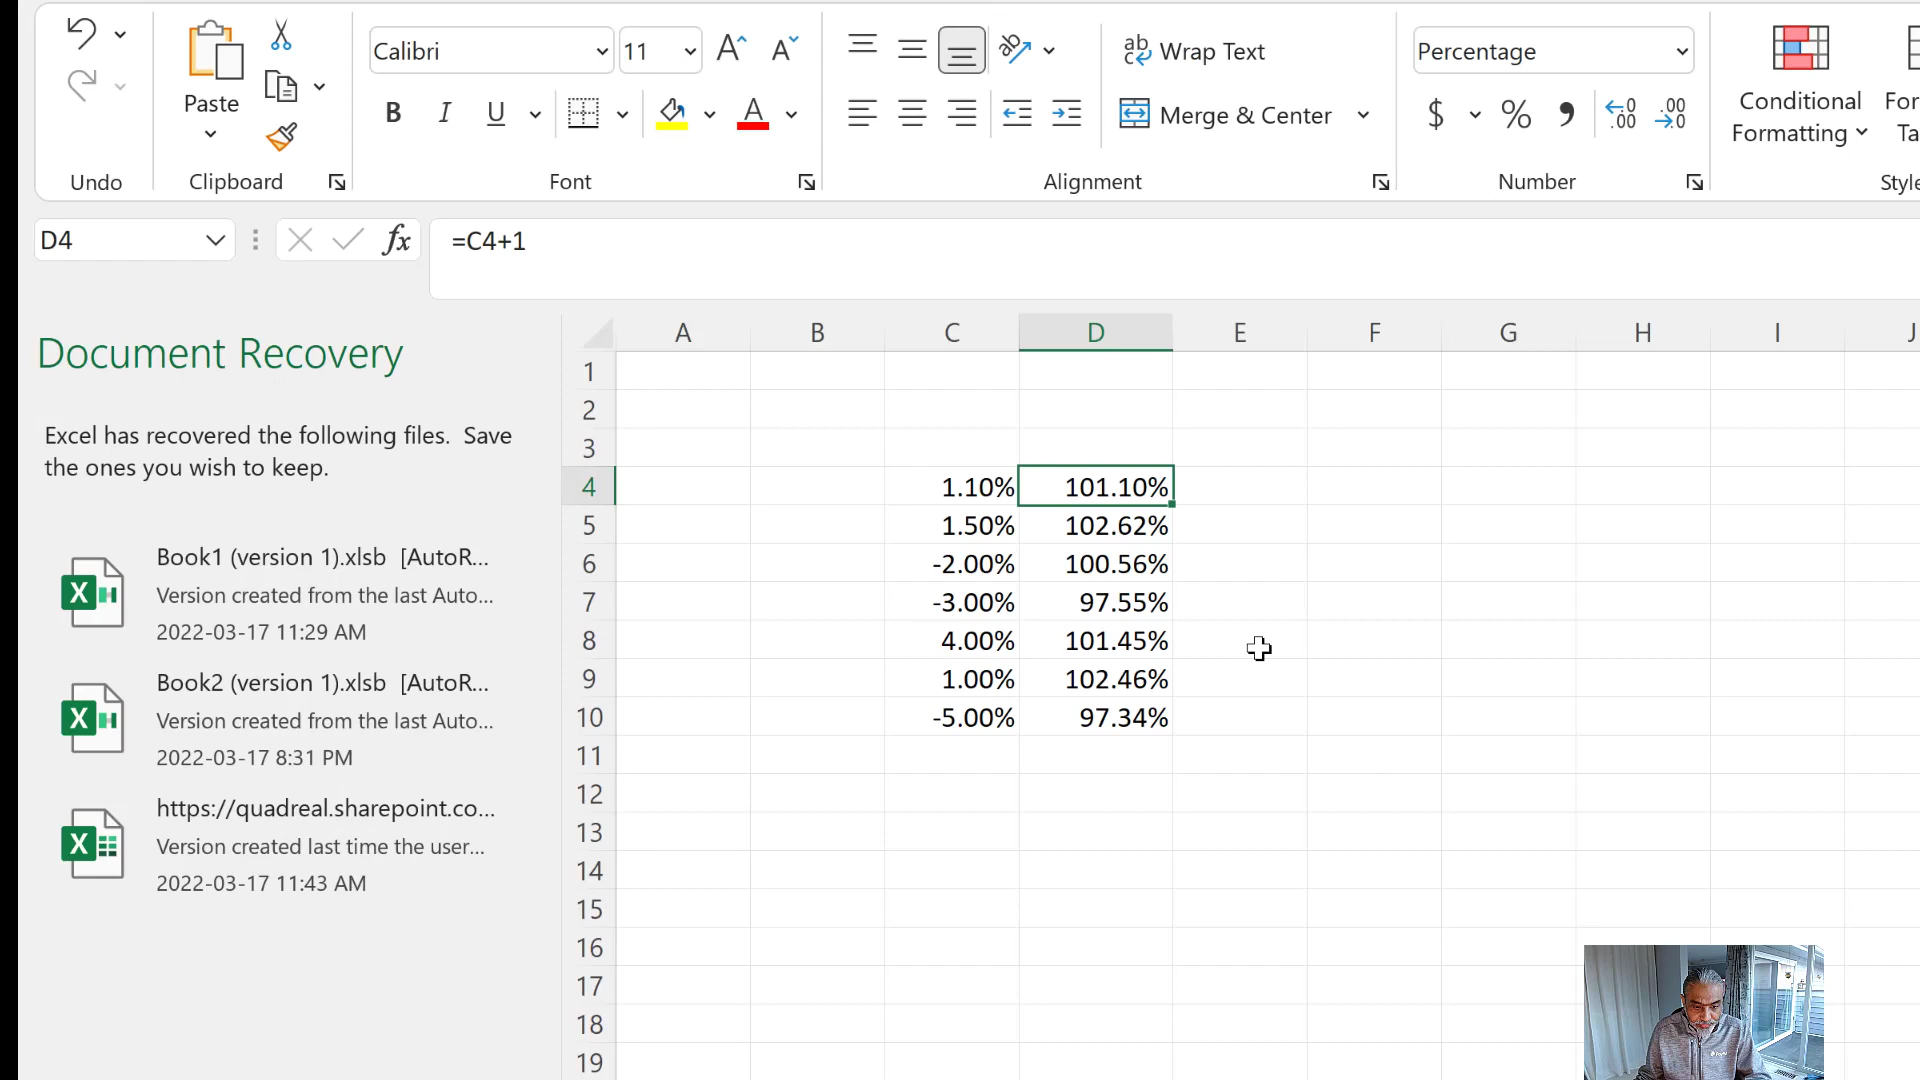 Calibri
11
A A
ab Wrap Text
Percentage
Paste
B I U A
Merge & Center
$ % , .00 .00
Conditional
Formatting
For
Ta
Undo
Clipboard
Font
Alignment
Number
Style
D4
fx
=C4+1
Document Recovery
Excel has recovered the following files. Save
the ones you wish to keep.
Book1 (version 1).xlsb [AutoR...
Version created from the last Auto...
2022-03-17 11:29 AM
Book2 (version 1).xlsb [AutoR...
Version created from the last Auto...
2022-03-17 8:31 PM
https://quadreal.sharepoint.co...
Version created last time the user...
2022-03-17 11:43 AM
A B C D E F G H I J
1
2
3
4 1.10% 101.10%
5 1.50% 102.62%
6 -2.00% 100.56%
7 -3.00% 97.55%
8 4.00% 101.45%
9 1.00% 102.46%
10 -5.00% 97.34%
11
12
13
14
15
16
17
18
19